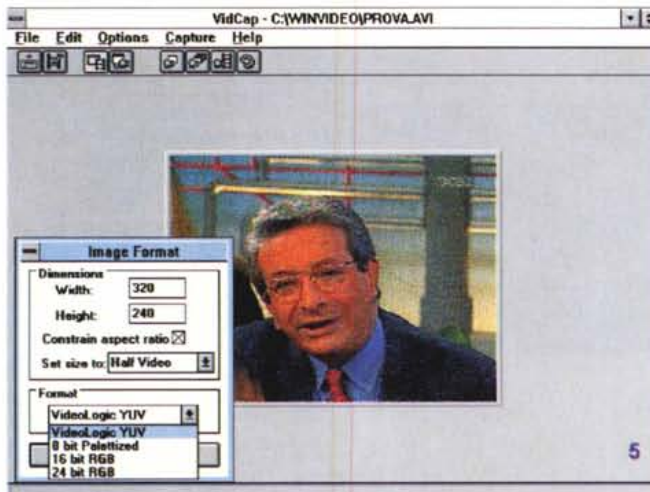 VidCap - C:\WINVIDEO\PROVA.AVI
File Edit Options Capture Help
Image Format
Dimensions
Width: 320
Height: 240
Constrain aspect ratio
Set size to: Half Video
Format
VideoLogic YUV
VideoLogic YUV
8 bit Palettized
16 bit RGB
24 bit RGB
5